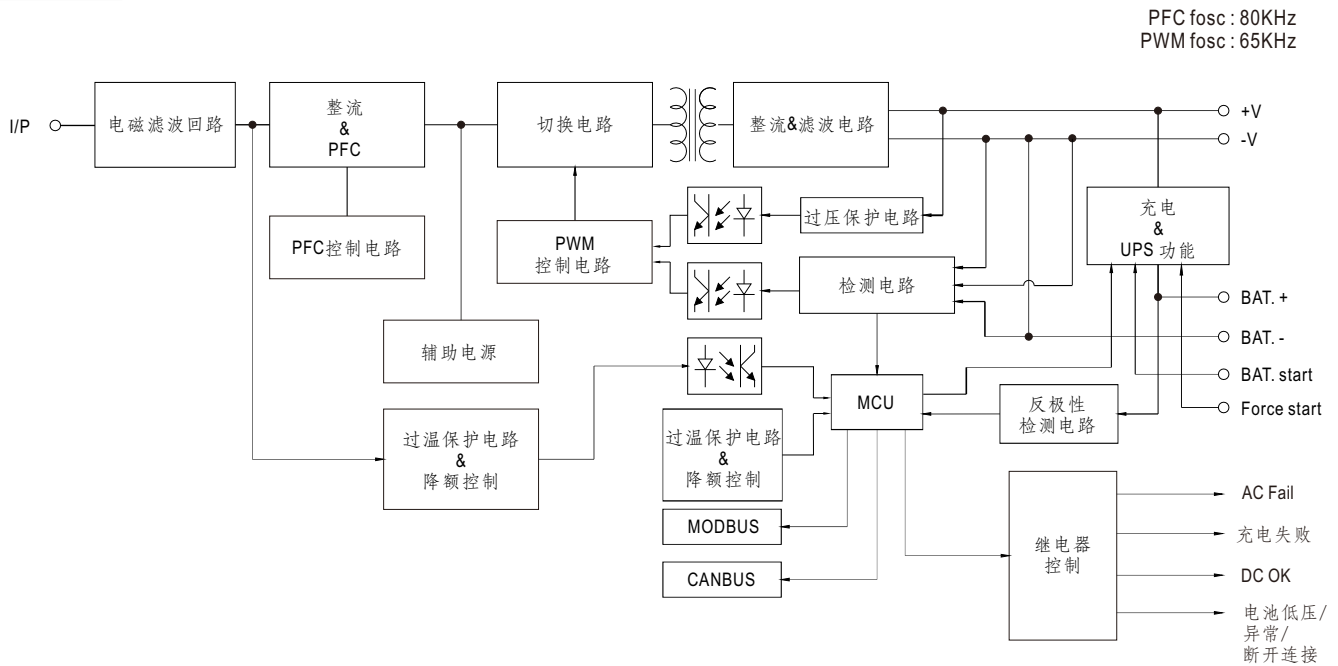 PFC fosc : 80KHz
PWM fosc : 65KHz
I/P
电磁滤波回路
整流
&
PFC
切换电路
整流&滤波电路
+V
-V
PFC控制电路
PWM
控制电路
过压保护电路
充电
&
UPS 功能
检测电路
BAT. +
BAT. -
辅助电源
BAT. start
Force start
MCU
反极性
检测电路
过温保护电路
&
降额控制
过温保护电路
&
降额控制
MODBUS
CANBUS
继电器
控制
AC Fail
充电失败
DC OK
电池低压/
异常/
断开连接